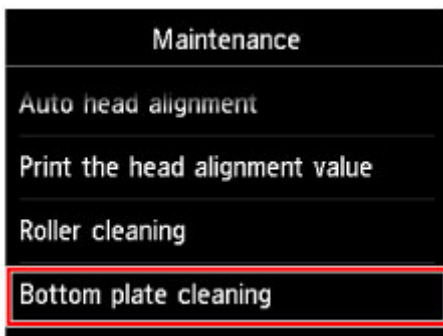 Maintenance
Auto head alignment
Print the head alignment value
Roller cleaning
Bottom plate cleaning